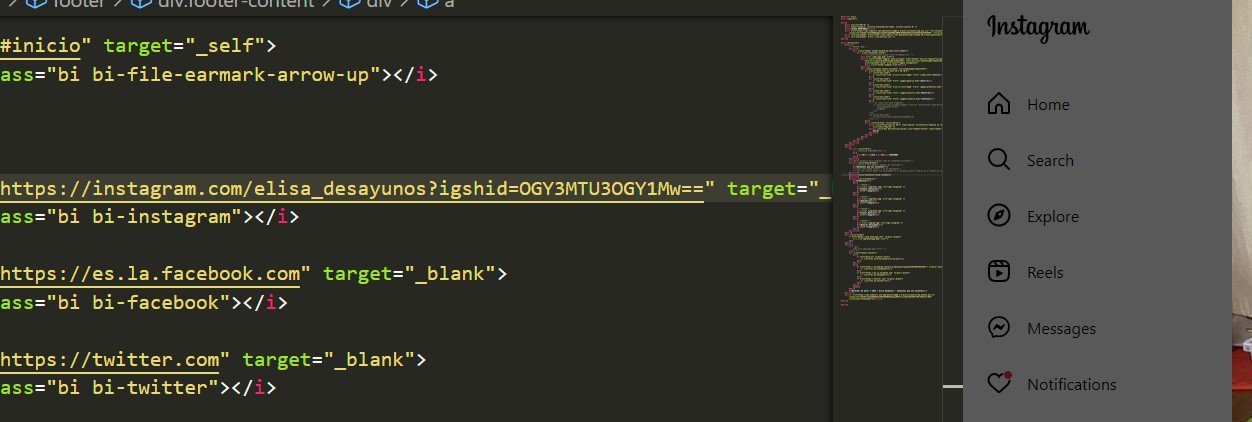 footer > div.footer-content > div > a
#inicio" target="_self">
ass="bi bi-file-earmark-arrow-up"></i>
https://instagram.com/elisa_desayunos?igshid=OGY3MTU3OGY1Mw==" target="_
ass="bi bi-instagram"></i>
https://es.la.facebook.com" target="_blank">
ass="bi bi-facebook"></i>
https://twitter.com" target="_blank">
ass="bi bi-twitter"></i>
Instagram
Home
Search
Explore
Reels
Messages
Notifications